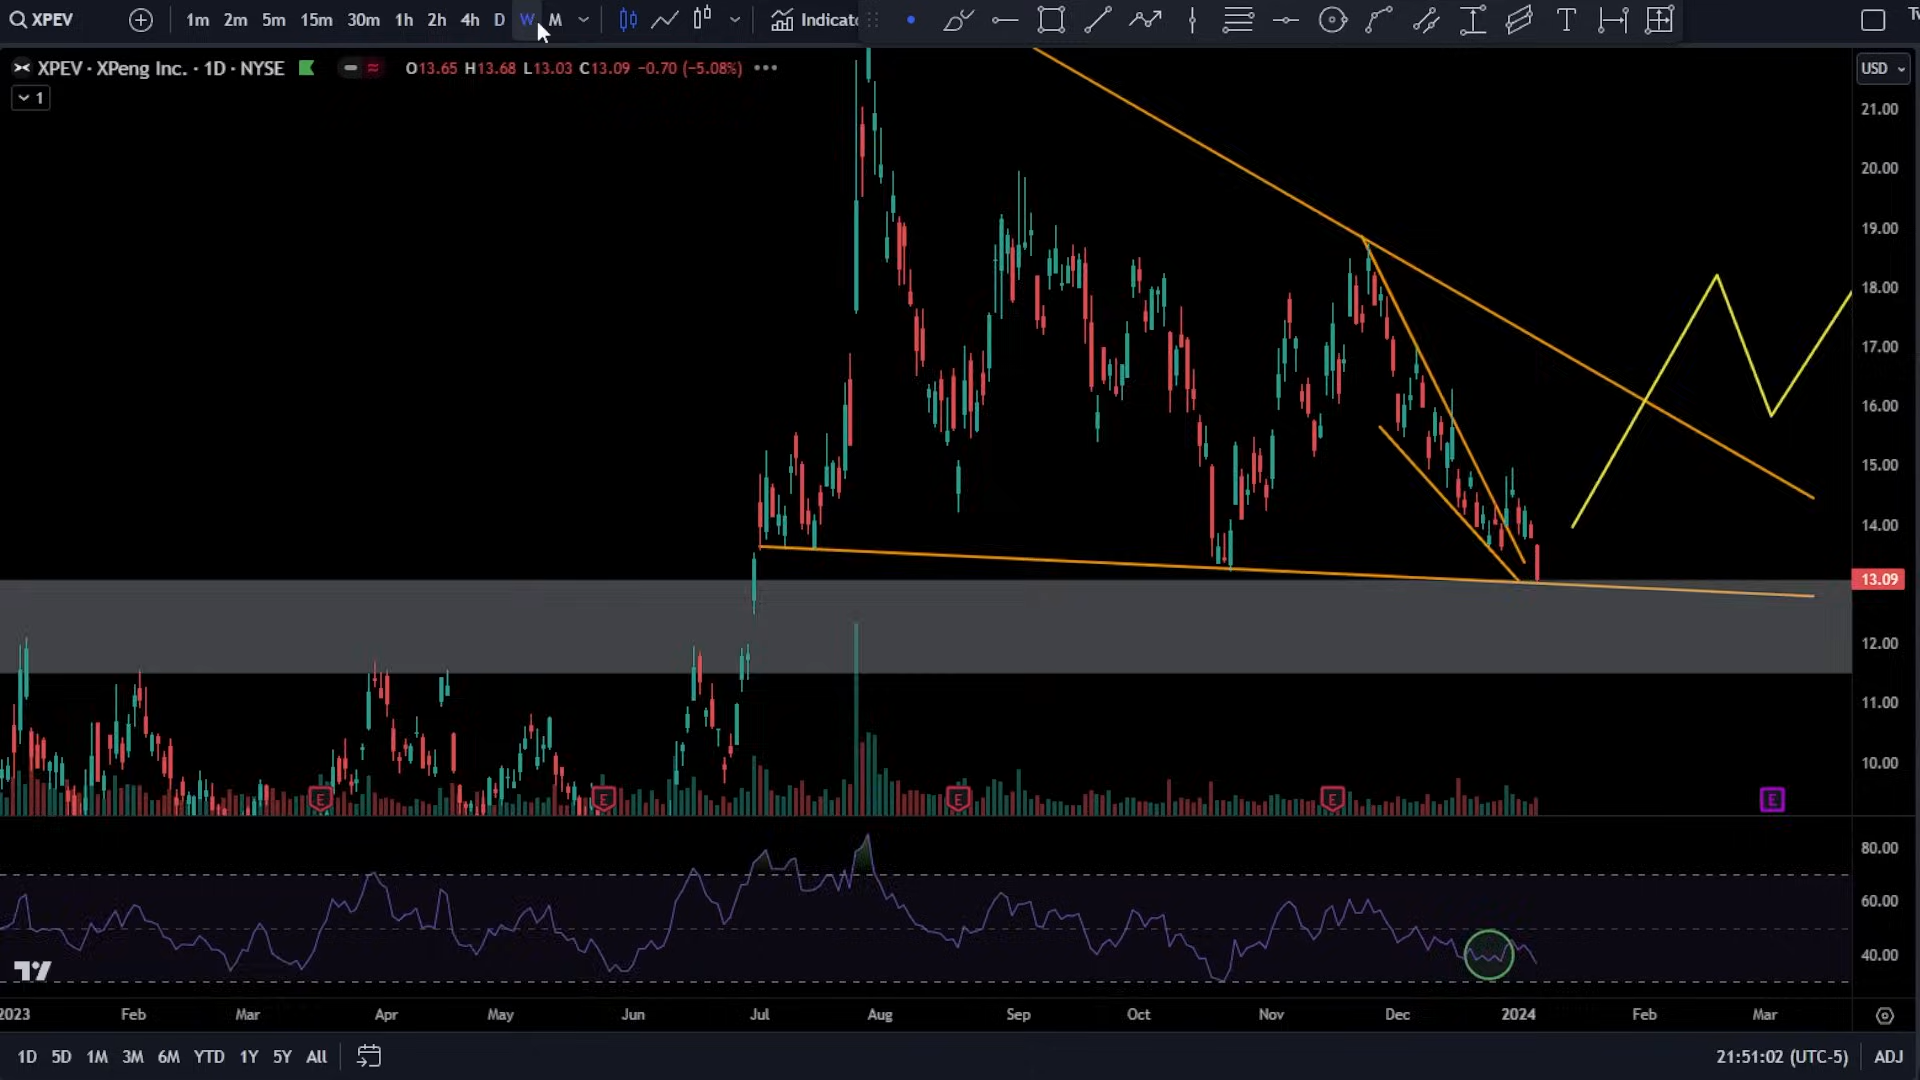 XPEV 1m 2m 5m 15m 30m 1h 2h 4h D W M Indicato
XPEV · XPeng Inc. · 1D · NYSE O13.65 H13.68 L13.03 C13.09 −0.70 (−5.08%)
USD
1
21.00
20.00
19.00
18.00
17.00
16.00
15.00
14.00
13.09
12.00
11.00
10.00
E E E E E
80.00
60.00
40.00
2023 Feb Mar Apr May Jun Jul Aug Sep Oct Nov Dec 2024 Feb Mar
1D 5D 1M 3M 6M YTD 1Y 5Y All 21:51:02 (UTC-5) ADJ